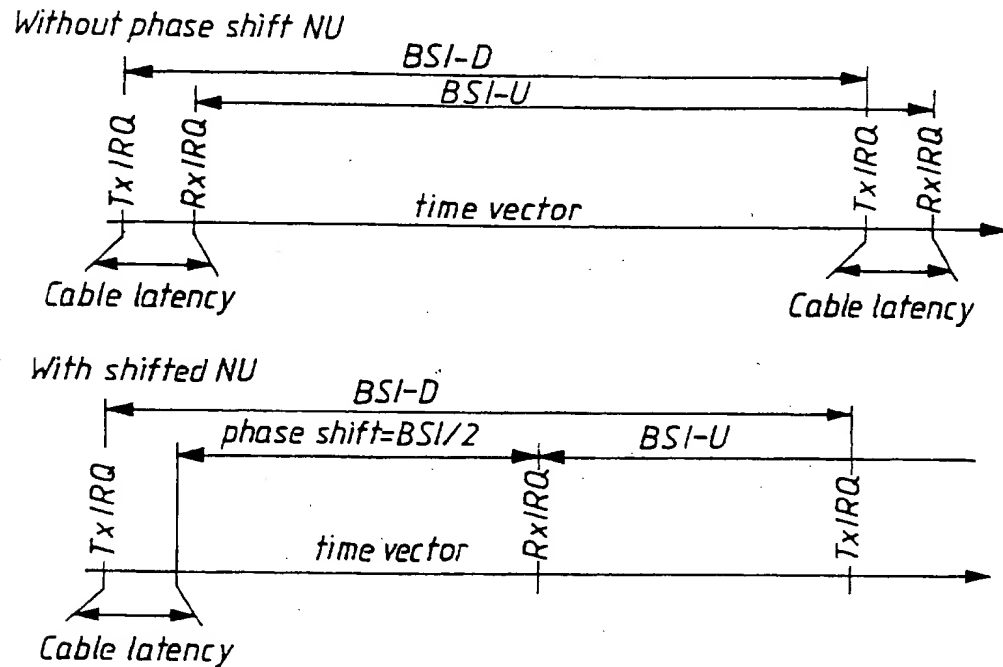 Without phase shift NU
BSI-D
BSI-U
TxIRQ
RxIRQ
time vector
TxIRQ
RxIRQ
Cable latency
Cable latency
With shifted NU
BSI-D
phase shift=BSI/2
BSI-U
TxIRQ
time vector
RxIRQ
TxIRQ
Cable latency